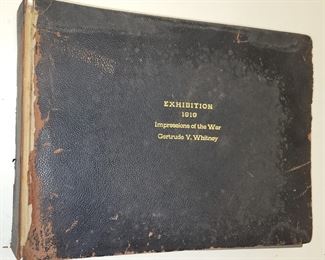 EXHIBITION
1919
Impressions of the War
Gertrude V. Whitney